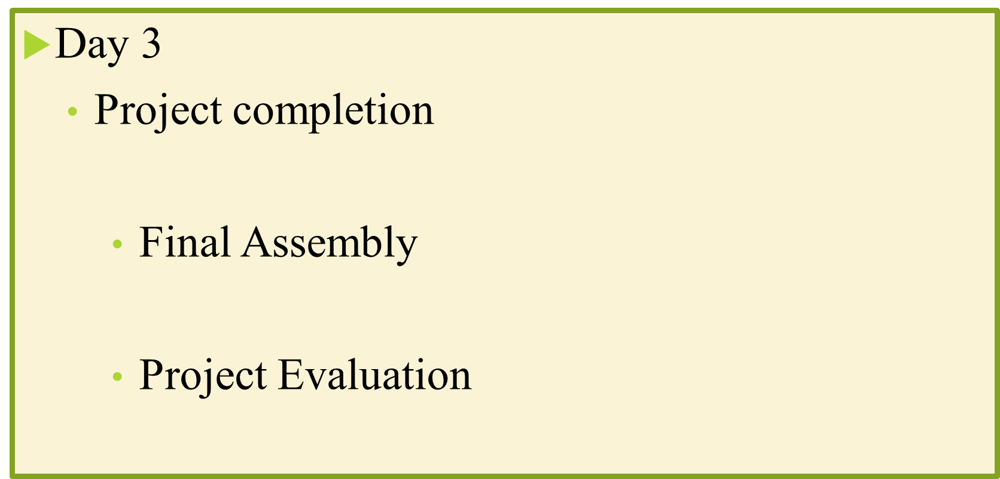 Day 3
Project completion
Final Assembly
Project Evaluation